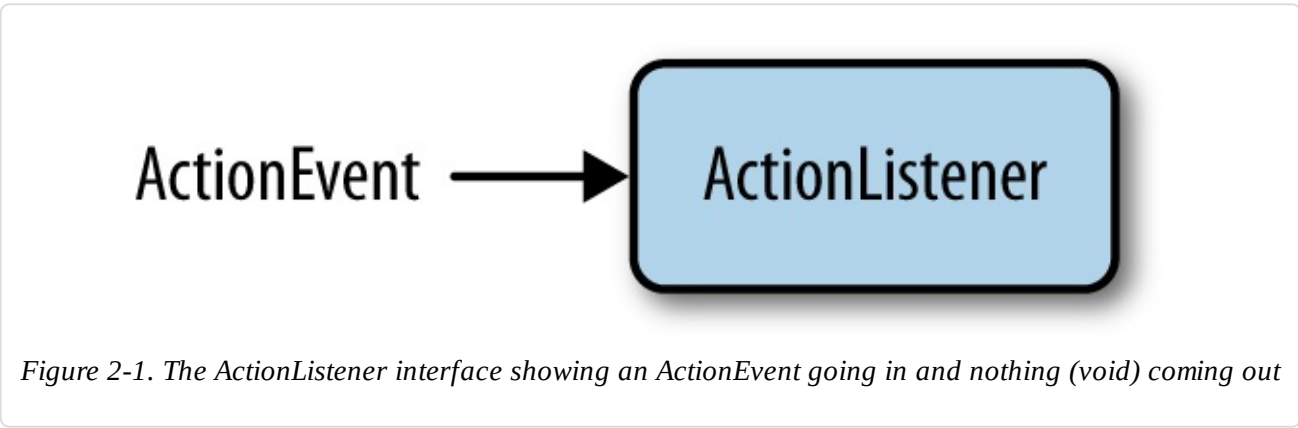 ActionEvent
ActionListener
Figure 2-1. The ActionListener interface showing an ActionEvent going in and nothing (void) coming out